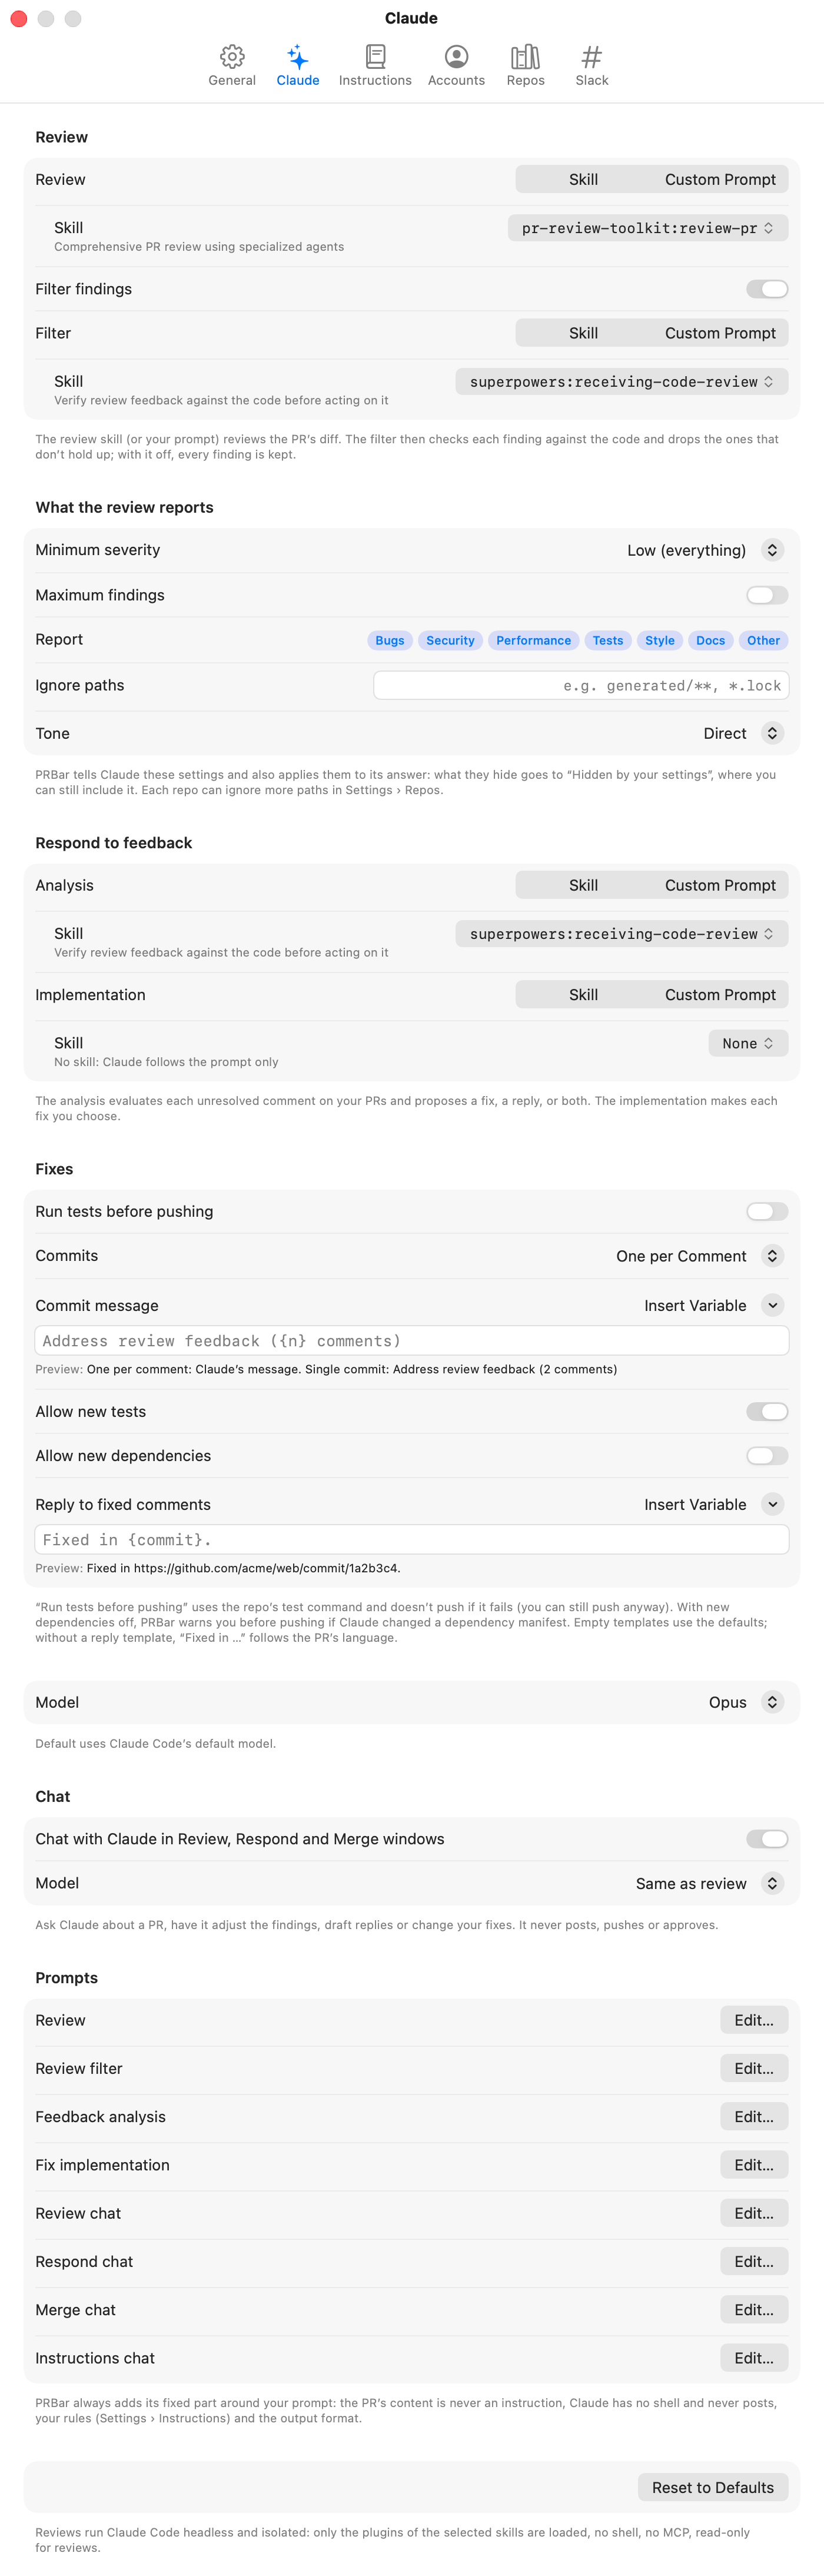 Claude
General
Claude
Instructions
Accounts
Repos
Slack
Review
Review
Skill
Custom Prompt
Skill
pr-review-toolkit:review-pr
Comprehensive PR review using specialized agents
Filter findings
Filter
Skill
Custom Prompt
Skill
superpowers:receiving-code-review
Verify review feedback against the code before acting on it
The review skill (or your prompt) reviews the PR's diff. The filter then checks each finding against the code and drops the ones that
don't hold up; with it off, every finding is kept.
What the review reports
Minimum severity
Low (everything)
Maximum findings
Report
Bugs
Security
Performance
Tests
Style
Docs
Other
Ignore paths
e.g. generated/**, *.lock
Tone
Direct
PRBar tells Claude these settings and also applies them to its answer: what they hide goes to “Hidden by your settings”, where you
can still include it. Each repo can ignore more paths in Settings › Repos.
Respond to feedback
Analysis
Skill
Custom Prompt
Skill
superpowers:receiving-code-review
Verify review feedback against the code before acting on it
Implementation
Skill
Custom Prompt
Skill
None
No skill: Claude follows the prompt only
The analysis evaluates each unresolved comment on your PRs and proposes a fix, a reply, or both. The implementation makes each
fix you choose.
Fixes
Run tests before pushing
Commits
One per Comment
Commit message
Insert Variable
Address review feedback ({n} comments)
Preview: One per comment: Claude's message. Single commit: Address review feedback (2 comments)
Allow new tests
Allow new dependencies
Reply to fixed comments
Insert Variable
Fixed in {commit}.
Preview: Fixed in https://github.com/acme/web/commit/1a2b3c4.
“Run tests before pushing” uses the repo's test command and doesn't push if it fails (you can still push anyway). With new
dependencies off, PRBar warns you before pushing if Claude changed a dependency manifest. Empty templates use the defaults;
without a reply template, “Fixed in …” follows the PR's language.
Model
Opus
Default uses Claude Code's default model.
Chat
Chat with Claude in Review, Respond and Merge windows
Model
Same as review
Ask Claude about a PR, have it adjust the findings, draft replies or change your fixes. It never posts, pushes or approves.
Prompts
Review
Edit…
Review filter
Edit…
Feedback analysis
Edit…
Fix implementation
Edit…
Review chat
Edit…
Respond chat
Edit…
Merge chat
Edit…
Instructions chat
Edit…
PRBar always adds its fixed part around your prompt: the PR's content is never an instruction, Claude has no shell and never posts,
your rules (Settings › Instructions) and the output format.
Reset to Defaults
Reviews run Claude Code headless and isolated: only the plugins of the selected skills are loaded, no shell, no MCP, read-only
for reviews.